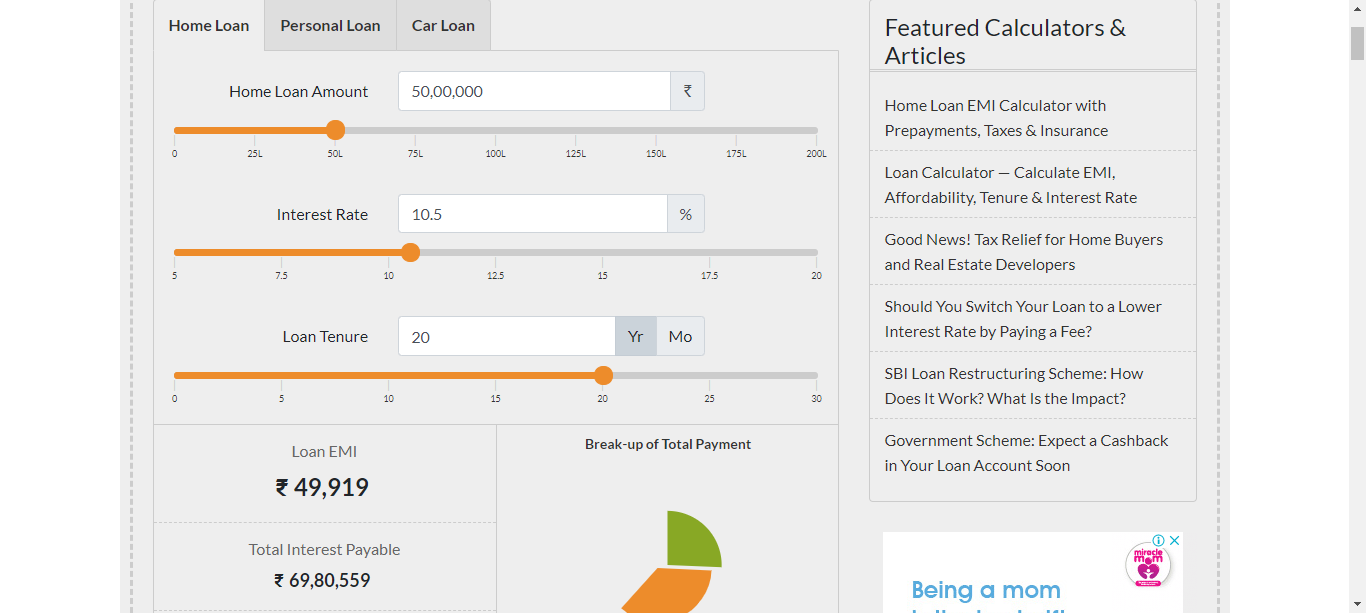 Home Loan
Personal Loan
Car Loan
Home Loan Amount
50,00,000
₹
0 25L 50L 75L 100L 125L 150L 175L 200L
Interest Rate
10.5
%
5 7.5 10 12.5 15 17.5 20
Loan Tenure
20
Yr
Mo
0 5 10 15 20 25 30
Loan EMI
₹ 49,919
Total Interest Payable
₹ 69,80,559
Break-up of Total Payment
Featured Calculators &
Articles
Home Loan EMI Calculator with
Prepayments, Taxes & Insurance
Loan Calculator — Calculate EMI,
Affordability, Tenure & Interest Rate
Good News! Tax Relief for Home Buyers
and Real Estate Developers
Should You Switch Your Loan to a Lower
Interest Rate by Paying a Fee?
SBI Loan Restructuring Scheme: How
Does It Work? What Is the Impact?
Government Scheme: Expect a Cashback
in Your Loan Account Soon
miracle
mom
Being a mom